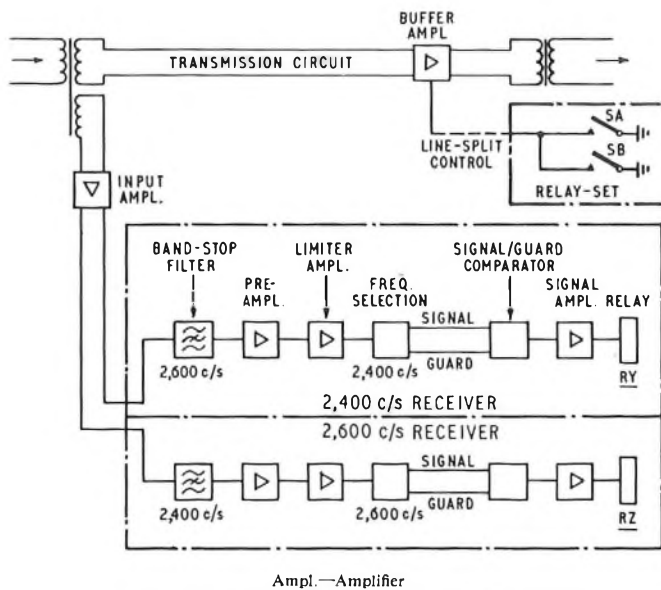 BUFFER
AMPL
TRANSMISSION CIRCUIT
SA
SB
LINE-SPLIT
CONTROL
RELAY-SET
INPUT
AMPL.
BAND-STOP
FILTER
LIMITER
AMPL.
SIGNAL/GUARD
COMPARATOR
PRE-
AMPL.
FREQ.
SELECTION
SIGNAL
AMPL.
RELAY
SIGNAL
GUARD
2,600 c/s
2,400 c/s
RY
2,400 c/s RECEIVER
2,600 c/s RECEIVER
SIGNAL
GUARD
2,400 c/s
2,600 c/s
RZ
Ampl.—Amplifier